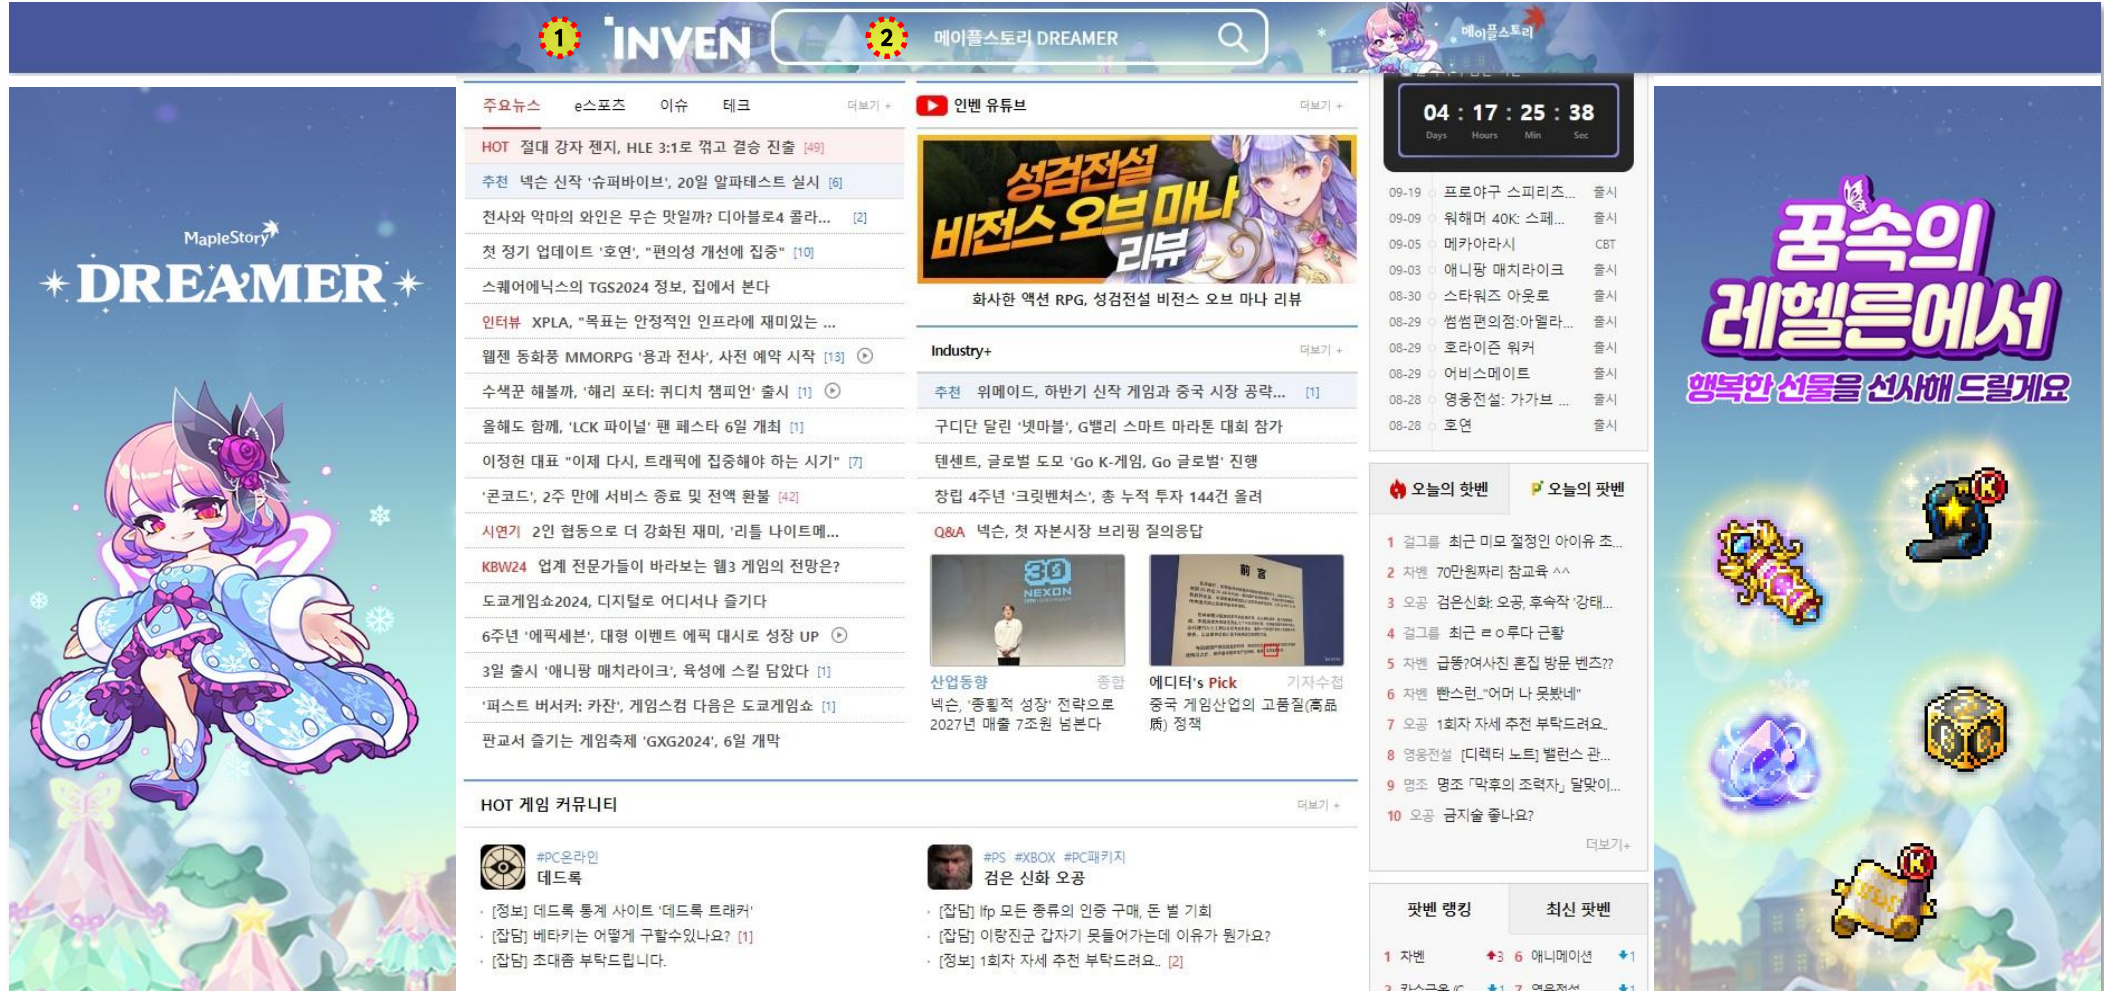 1
INVEN
2
메이플스토리 DREAMER
메이플스토리
MapleStory
DREAMER
주요뉴스 e스포츠 이슈 테크 더보기 +
HOT 절대 강자 젠지, HLE 3:1로 꺾고 결승 진출 [49]
추천 넥슨 신작 '슈퍼바이브', 20일 알파테스트 실시 [6]
천사와 악마의 와인은 무슨 맛일까? 디아블로4 콜라... [2]
첫 정기 업데이트 '호연', "편의성 개선에 집중" [10]
스퀘어에닉스의 TGS2024 정보, 집에서 본다
인터뷰 XPLA, "목표는 안정적인 인프라에 재미있는 ...
웹젠 동화풍 MMORPG '용과 전사', 사전 예약 시작 [13]
수색꾼 해볼까, '해리 포터: 퀴디치 챔피언' 출시 [1]
올해도 함께, 'LCK 파이널' 팬 페스타 6일 개최 [1]
이정헌 대표 "이제 다시, 트래픽에 집중해야 하는 시기" [7]
'콘코드', 2주 만에 서비스 종료 및 전액 환불 [42]
시연기 2인 협동으로 더 강화된 재미, '리틀 나이트메...
KBW24 업계 전문가들이 바라보는 웹3 게임의 전망은?
도쿄게임쇼2024, 디지털로 어디서나 즐기다
6주년 '에픽세븐', 대형 이벤트 에픽 대시로 성장 UP
3일 출시 '애니팡 매치라이크', 육성에 스킬 담았다 [1]
'퍼스트 버서커: 카잔', 게임스컴 다음은 도쿄게임쇼 [1]
판교서 즐기는 게임축제 'GXG2024', 6일 개막
인벤 유튜브 더보기 +
성검전설
비전스 오브 마나
리뷰
화사한 액션 RPG, 성검전설 비전스 오브 마나 리뷰
Industry+ 더보기 +
추천 위메이드, 하반기 신작 게임과 중국 시장 공략... [1]
구디단 달린 '넷마블', G밸리 스마트 마라톤 대회 참가
텐센트, 글로벌 도모 'Go K-게임, Go 글로벌' 진행
창립 4주년 '크릿벤처스', 총 누적 투자 144건 올려
Q&A 넥슨, 첫 자본시장 브리핑 질의응답
30
NEXON
前言
산업동향 종합
넥슨, '종횡적 성장' 전략으로
2027년 매출 7조원 넘본다
에디터's Pick 기자수첩
중국 게임산업의 고품질(高品
质) 정책
HOT 게임 커뮤니티 더보기 +
#PC온라인
데드록
· [정보] 데드록 통계 사이트 '데드록 트래커'
· [잡담] 베타키는 어떻게 구할수있나요? [1]
· [잡담] 초대좀 부탁드립니다.
#PS #XBOX #PC패키지
검은 신화 오공
· [잡담] lfp 모든 종류의 인증 구매, 돈 벌 기회
· [잡담] 이랑진군 갑자기 못들어가는데 이유가 뭔가요?
· [정보] 1회차 자세 추천 부탁드려요.. [2]
04 : 17 : 25 : 38
Days Hours Min Sec
09-19 프로야구 스피리츠... 출시
09-09 워해머 40K: 스페... 출시
09-05 메카아라시 CBT
09-03 애니팡 매치라이크 출시
08-30 스타워즈 아웃로 출시
08-29 썸썸편의점:아멜라... 출시
08-29 호라이즌 워커 출시
08-29 어비스메이트 출시
08-28 영웅전설: 가가브 ... 출시
08-28 호연 출시
오늘의 핫벤 오늘의 팟벤
1 걸그룹 최근 미모 절정인 아이유 조...
2 차벤 70만원짜리 참교육 ^^
3 오공 검은신화: 오공, 후속작 '강태...
4 걸그룹 최근 ㄹㅇ루다 근황
5 차벤 급똥?여사친 혼집 방문 벤츠??
6 차벤 빤스런.."어머 나 못봤네"
7 오공 1회차 자세 추천 부탁드려요..
8 영웅전설 [디렉터 노트] 밸런스 관...
9 명조 명조 「막후의 조력자」 달맞이...
10 오공 금지술 좋나요?
더보기+
팟벤 랭킹 최신 팟벤
1 차벤 3 6 애니메이션 1
꿈속의
레헬른에서
행복한 선물을 선사해 드릴게요